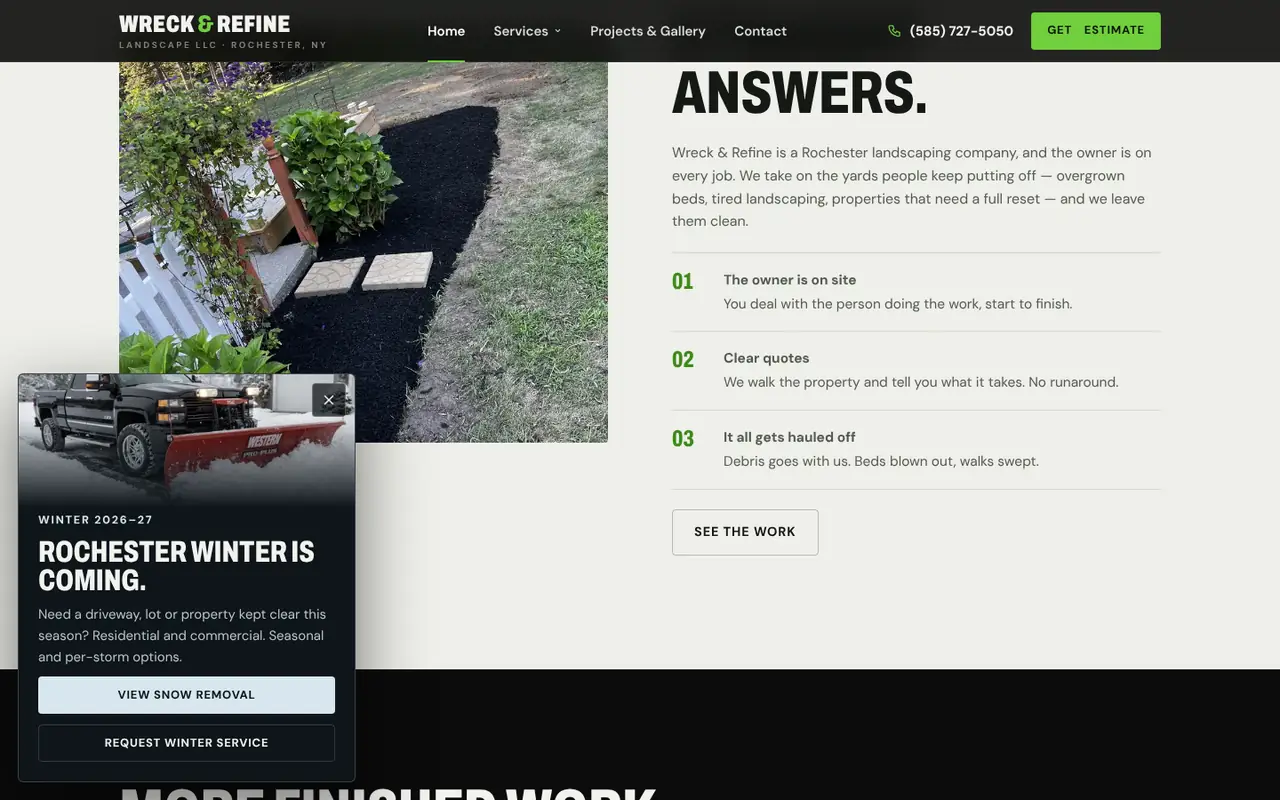 WRECK & REFINE
LANDSCAPE LLC · ROCHESTER, NY
Home
Services
Projects & Gallery
Contact
(585) 727-5050
GET ESTIMATE
ANSWERS.
Wreck & Refine is a Rochester landscaping company, and the owner is on
every job. We take on the yards people keep putting off — overgrown
beds, tired landscaping, properties that need a full reset — and we leave
them clean.
01
The owner is on site
You deal with the person doing the work, start to finish.
02
Clear quotes
We walk the property and tell you what it takes. No runaround.
03
It all gets hauled off
Debris goes with us. Beds blown out, walks swept.
SEE THE WORK
WESTERN
PRO-PLUS
WINTER 2026–27
ROCHESTER WINTER IS
COMING.
Need a driveway, lot or property kept clear this
season? Residential and commercial. Seasonal
and per-storm options.
VIEW SNOW REMOVAL
REQUEST WINTER SERVICE
MORE FINISHED WORK